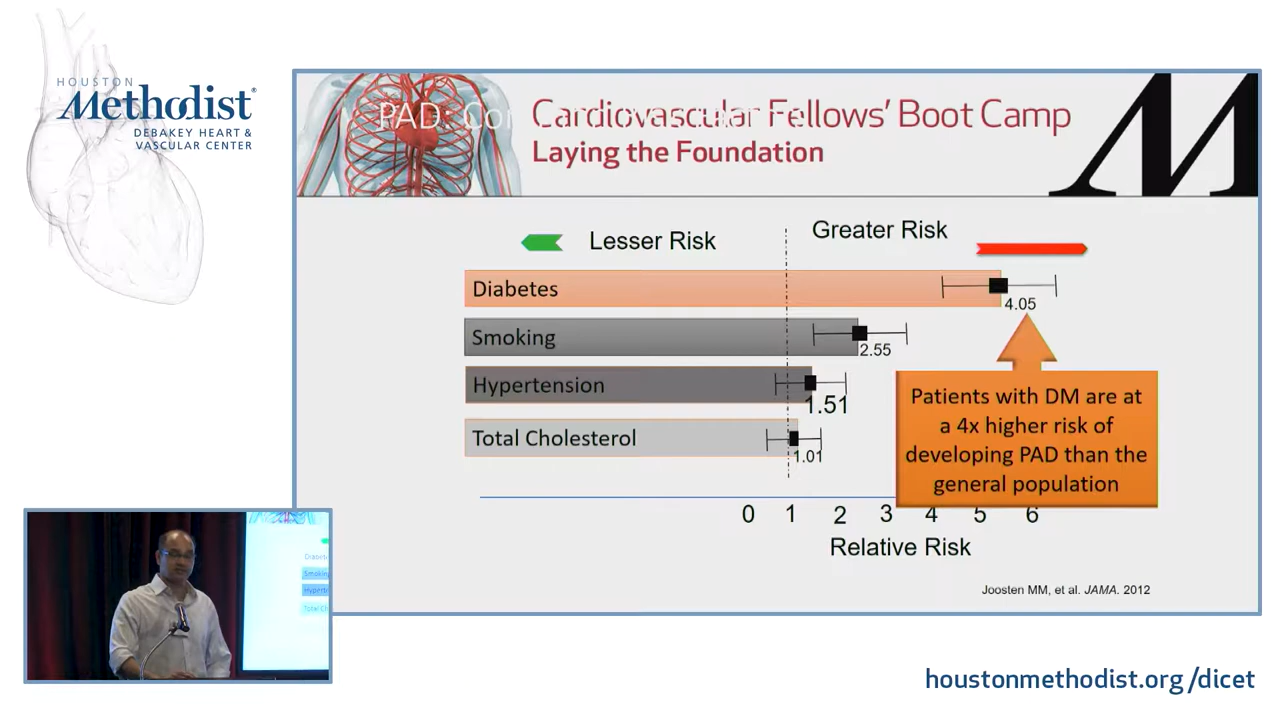 HOUSTON
Methodist®
DEBAKEY HEART &
VASCULAR CENTER
PAD: Co
Cardiovascular Fellows' Boot Camp
Laying the Foundation
M
Lesser Risk
Greater Risk
Diabetes
4.05
Smoking
2.55
Hypertension
1.51
Total Cholesterol
1.01
Patients with DM are at
a 4x higher risk of
developing PAD than the
general population
0 1 2 3 4 5 6
Relative Risk
Joosten MM, et al. JAMA. 2012
Smoking
houstonmethodist.org/dicet